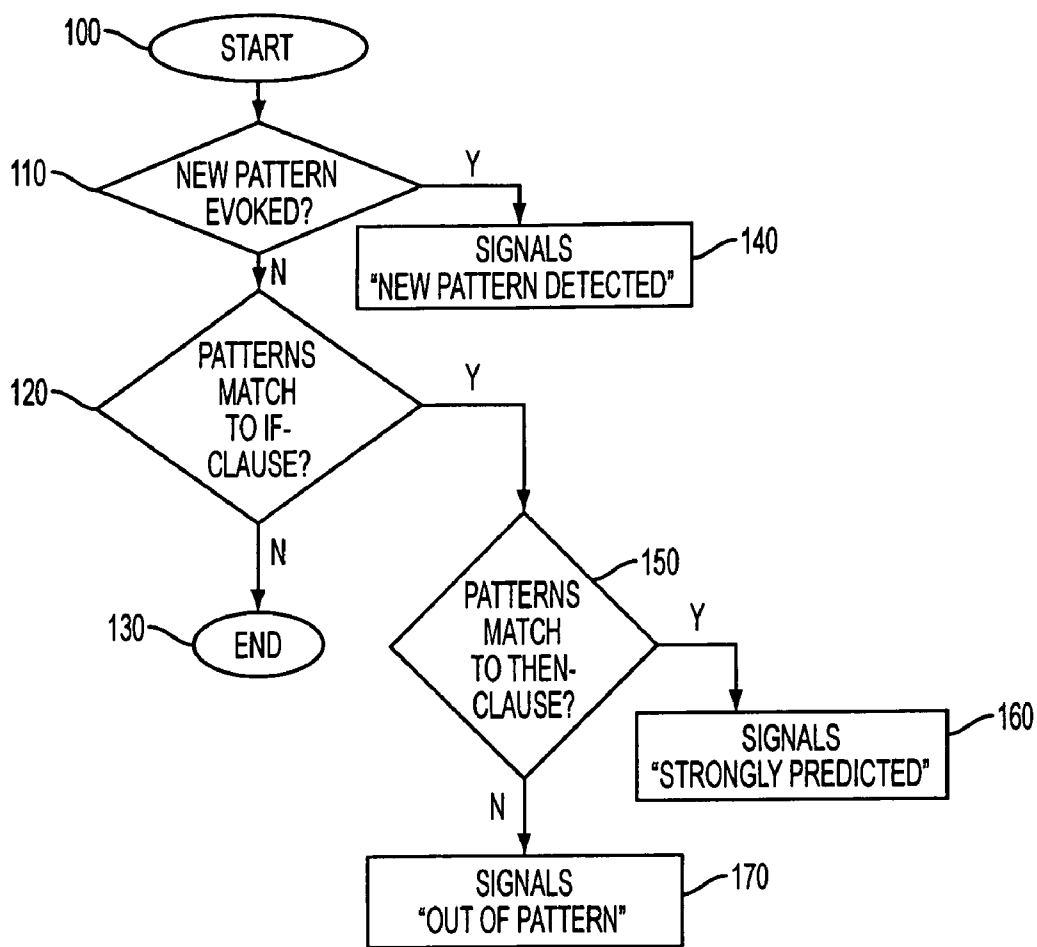 100
START
110
NEW PATTERN
EVOKED?
Y
SIGNALS
"NEW PATTERN DETECTED"
140
N
120
PATTERNS
MATCH
TO IF-
CLAUSE?
Y
N
130
END
150
PATTERNS
MATCH
TO THEN-
CLAUSE?
Y
SIGNALS
"STRONGLY PREDICTED"
160
N
SIGNALS
"OUT OF PATTERN"
170